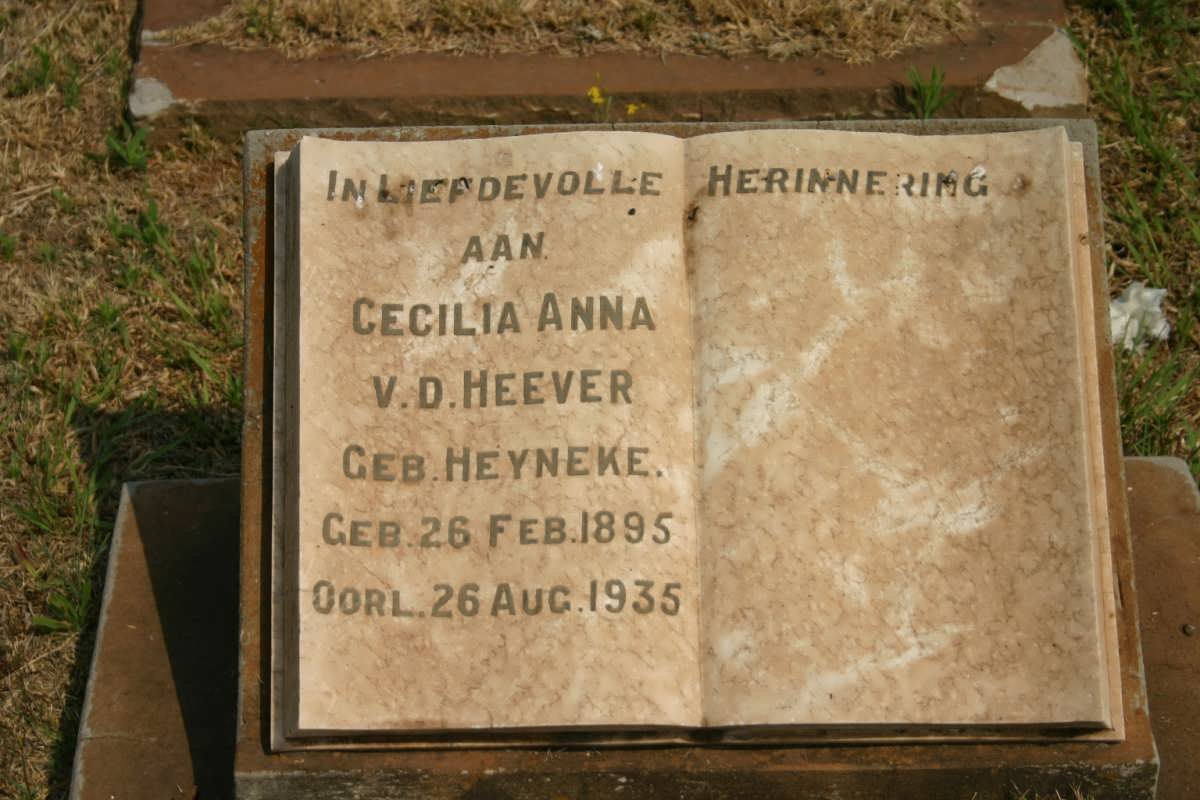 IN LIEFDEVOLLE HERINNERING
AAN
CECILIA ANNA
V.D. HEEVER
GEB. HEYNEKE.
GEB. 26 FEB. 1895
OORL. 26 AUG. 1935